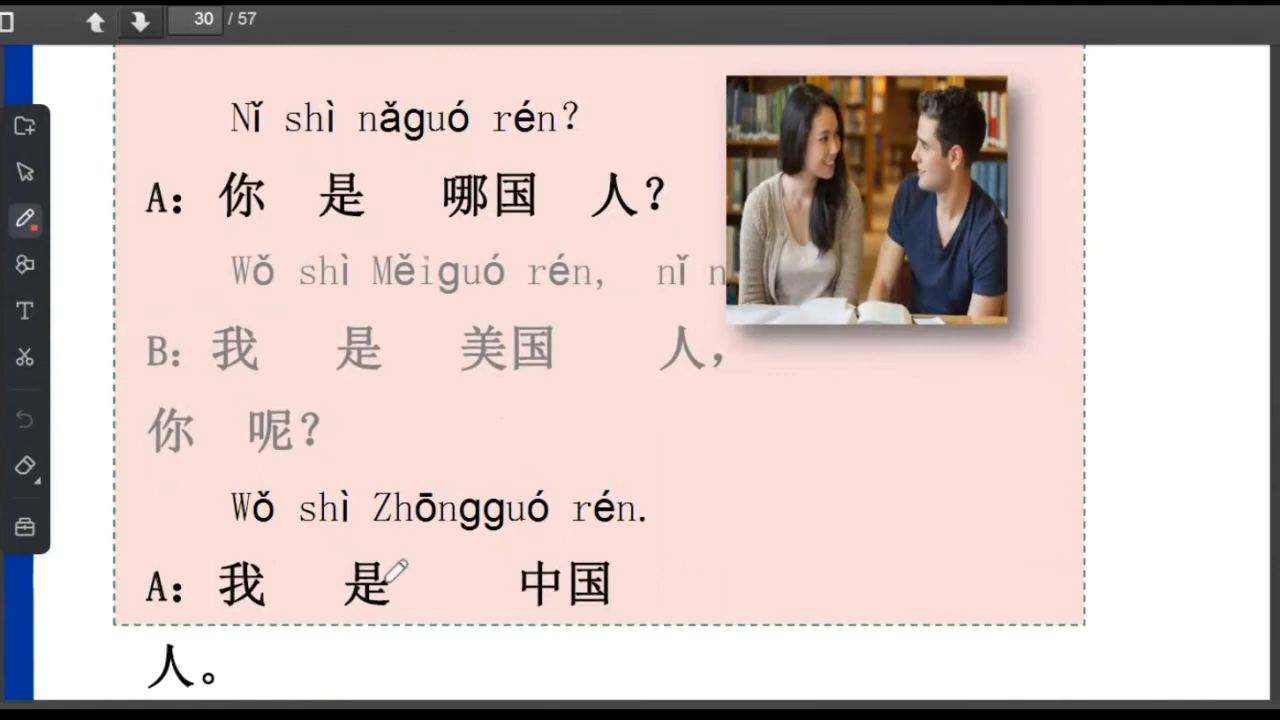 30 / 57
Nǐ shì nǎguó rén？
A：你 是 哪国 人？
Wǒ shì Měiguó rén, nǐ n
B：我 是 美国 人，
你 呢？
Wǒ shì Zhōngguó rén.
A：我 是 中国
人。